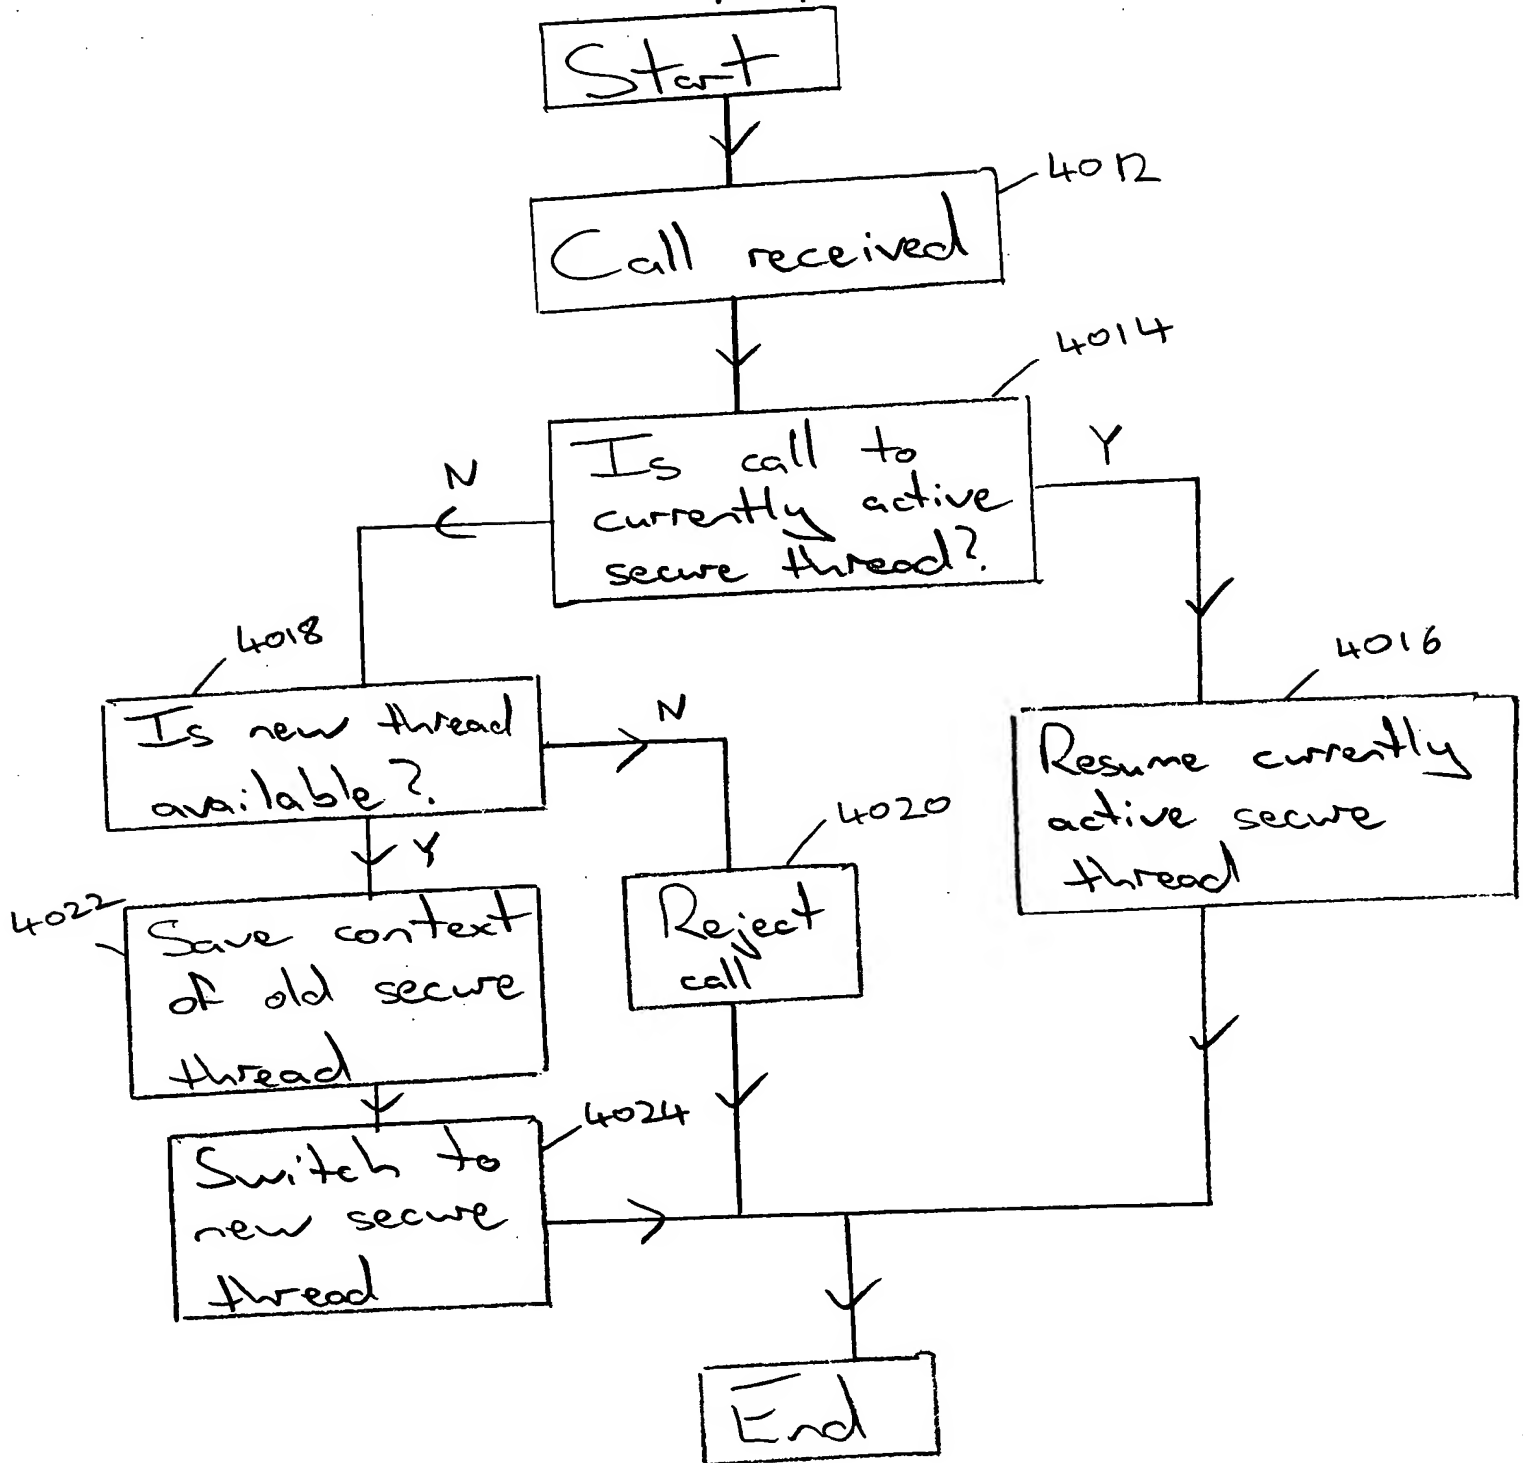 Start
4012
Call received
4014
Is call to
currently active
secure thread?
N
Y
4018
4016
Is new thread
available?
N
Y
Resume currently
active secure
thread
4020
Reject
call
4022
Save context
of old secure
thread
4024
Switch to
new secure
thread
End